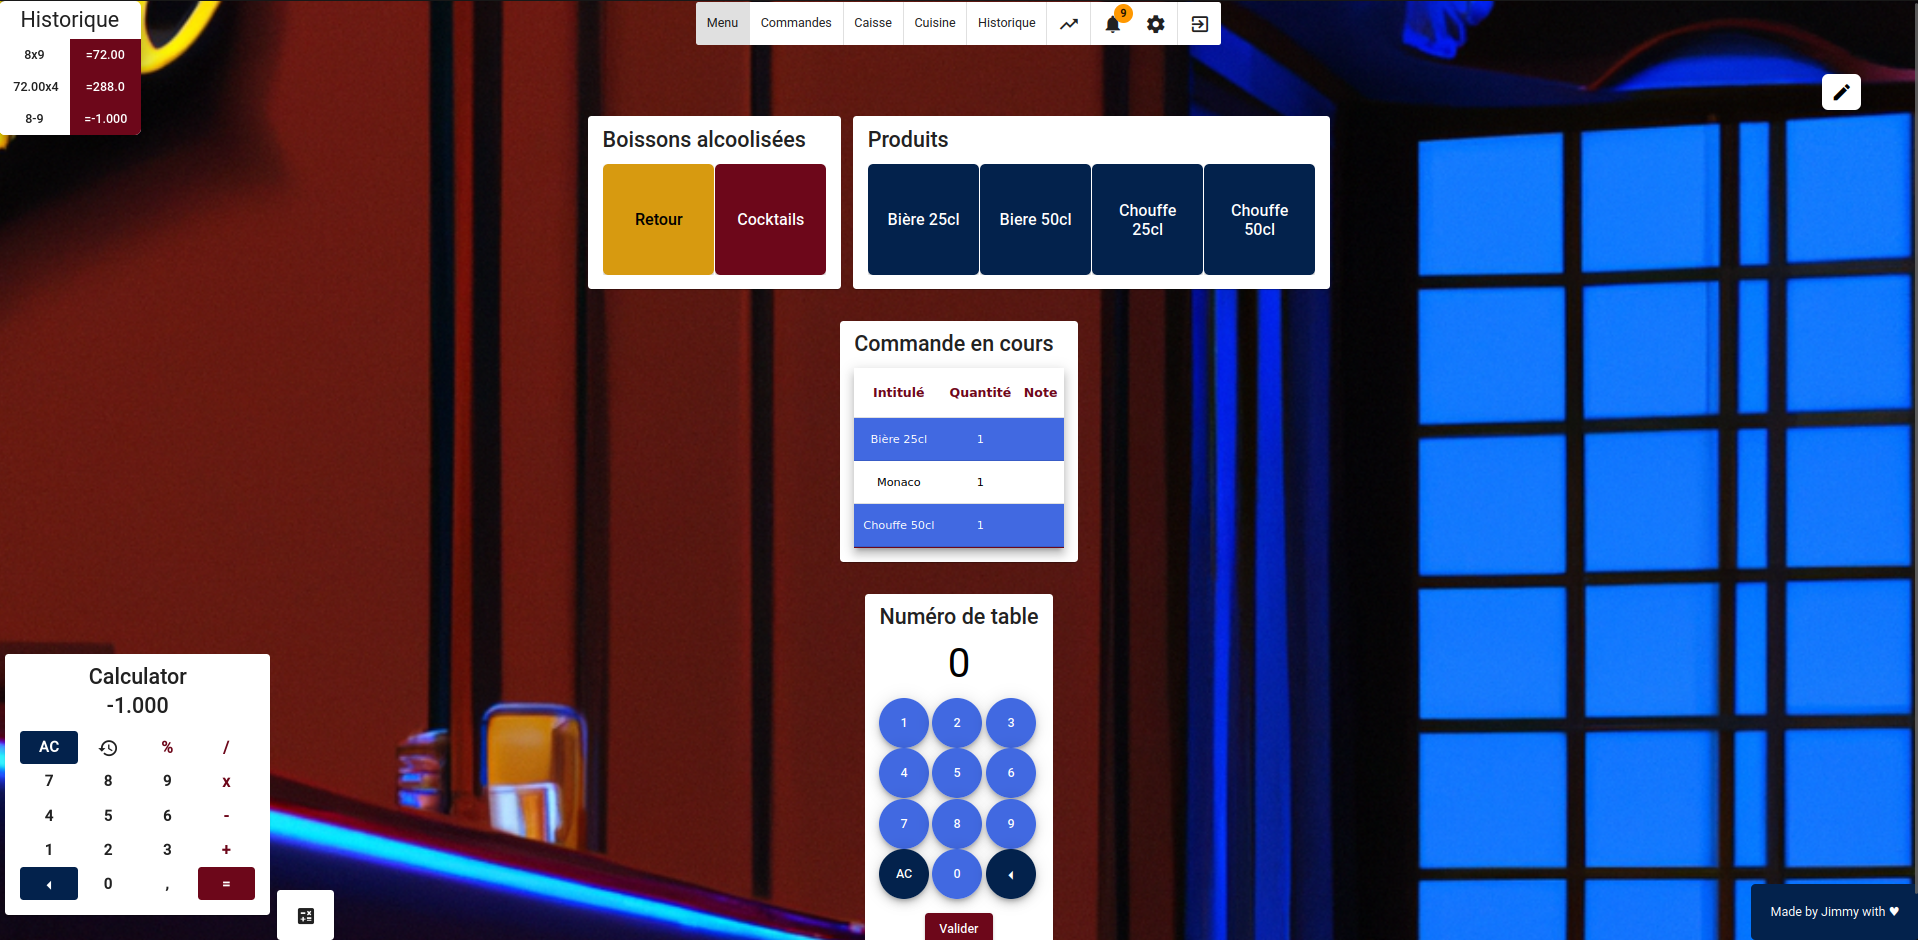 Historique
8x9 =72.00
72.00x4 =288.0
8-9 =-1.000
Menu Commandes Caisse Cuisine Historique 9
Boissons alcoolisées
Retour Cocktails
Produits
Bière 25cl Biere 50cl Chouffe 25cl Chouffe 50cl
Commande en cours
Intitulé Quantité Note
Bière 25cl 1
Monaco 1
Chouffe 50cl 1
Numéro de table
0
1 2 3
4 5 6
7 8 9
AC 0
Valider
Calculator
-1.000
AC % /
7 8 9 x
4 5 6 -
1 2 3 +
0 , =
Made by Jimmy with ♥